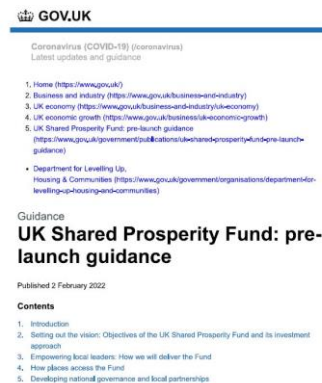 GOV.UK
Coronavirus (COVID-19) (/coronavirus)
Latest updates and guidance
1. Home (https://www.gov.uk/)
2. Business and industry (https://www.gov.uk/business-and-industry)
3. UK economy (https://www.gov.uk/business-and-industry/uk-economy)
4. UK economic growth (https://www.gov.uk/business/uk-economic-growth)
5. UK Shared Prosperity Fund: pre-launch guidance
(https://www.gov.uk/government/publications/uk-shared-prosperity-fund-pre-launch-
guidance)
• Department for Levelling Up,
Housing & Communities (https://www.gov.uk/government/organisations/department-for-
levelling-up-housing-and-communities)
Guidance
UK Shared Prosperity Fund: pre-
launch guidance
Published 2 February 2022
Contents
1. Introduction
2. Setting out the vision: Objectives of the UK Shared Prosperity Fund and its investment
approach
3. Empowering local leaders: How we will deliver the Fund
4. How places access the Fund
5. Developing national governance and local partnerships